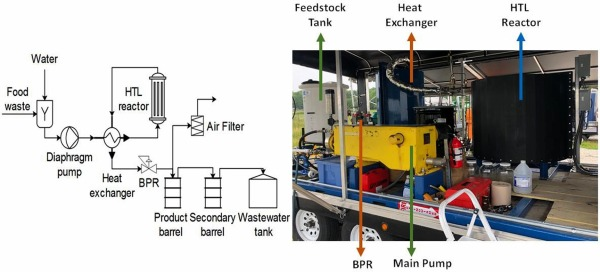 Water
Food
waste
HTL
reactor
Air Filter
Diaphragm
pump
Heat
exchanger
BPR
Product
barrel
Secondary
barrel
Wastewater
tank
Feedstock
Tank
Heat
Exchanger
HTL
Reactor
BPR
Main Pump